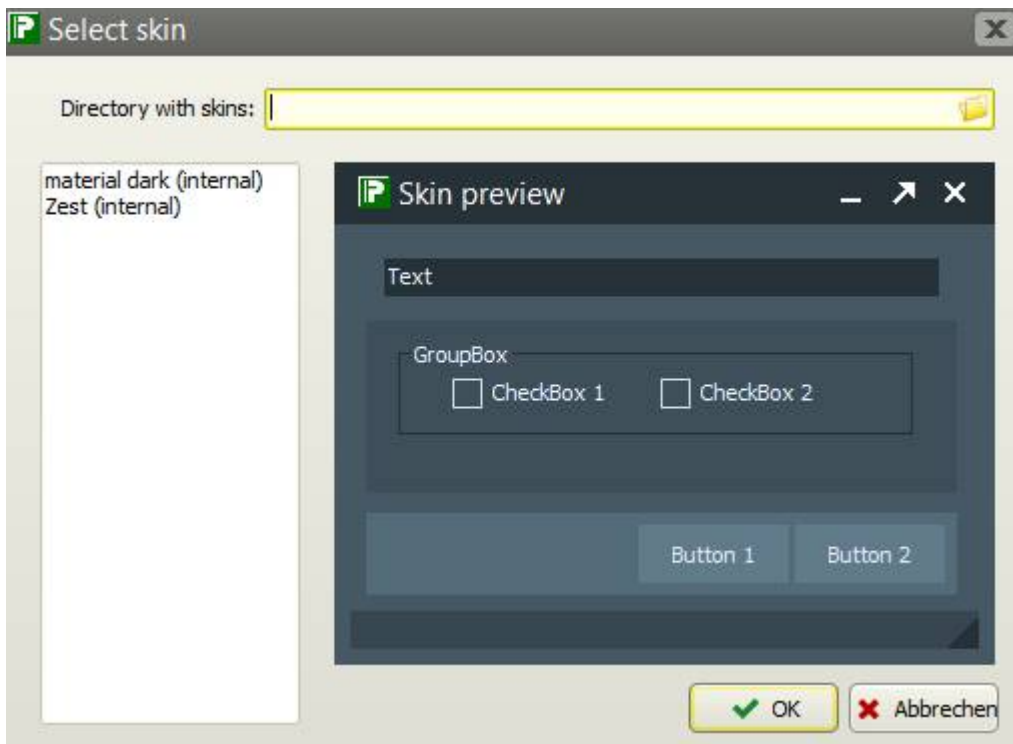 Select skin
Directory with skins:
material dark (internal)
Zest (internal)
Skin preview
Text
GroupBox
CheckBox 1 CheckBox 2
Button 1 Button 2
OK Abbrechen